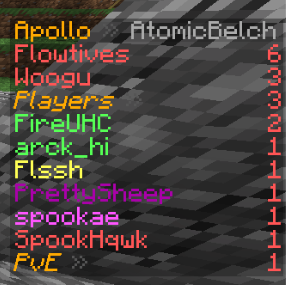 Apollo » AtomicBelch
Flowtives 6
Woogu 3
Players » 3
FireUHC 2
arck_hi 1
Flssh 1
PrettySheep 1
spookae 1
SpookHqwk 1
PvE » 1